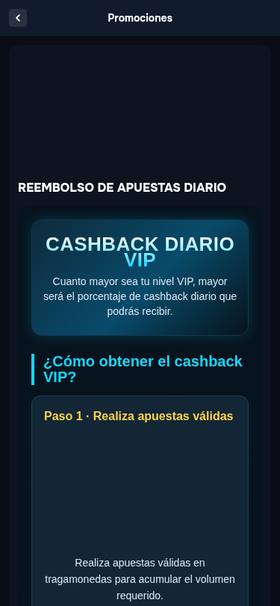 Promociones
REEMBOLSO DE APUESTAS DIARIO
CASHBACK DIARIO
VIP
Cuanto mayor sea tu nivel VIP, mayor
será el porcentaje de cashback diario que
podrás recibir.
¿Cómo obtener el cashback
VIP?
Paso 1 · Realiza apuestas válidas
Realiza apuestas válidas en
tragamonedas para acumular el volumen
requerido.